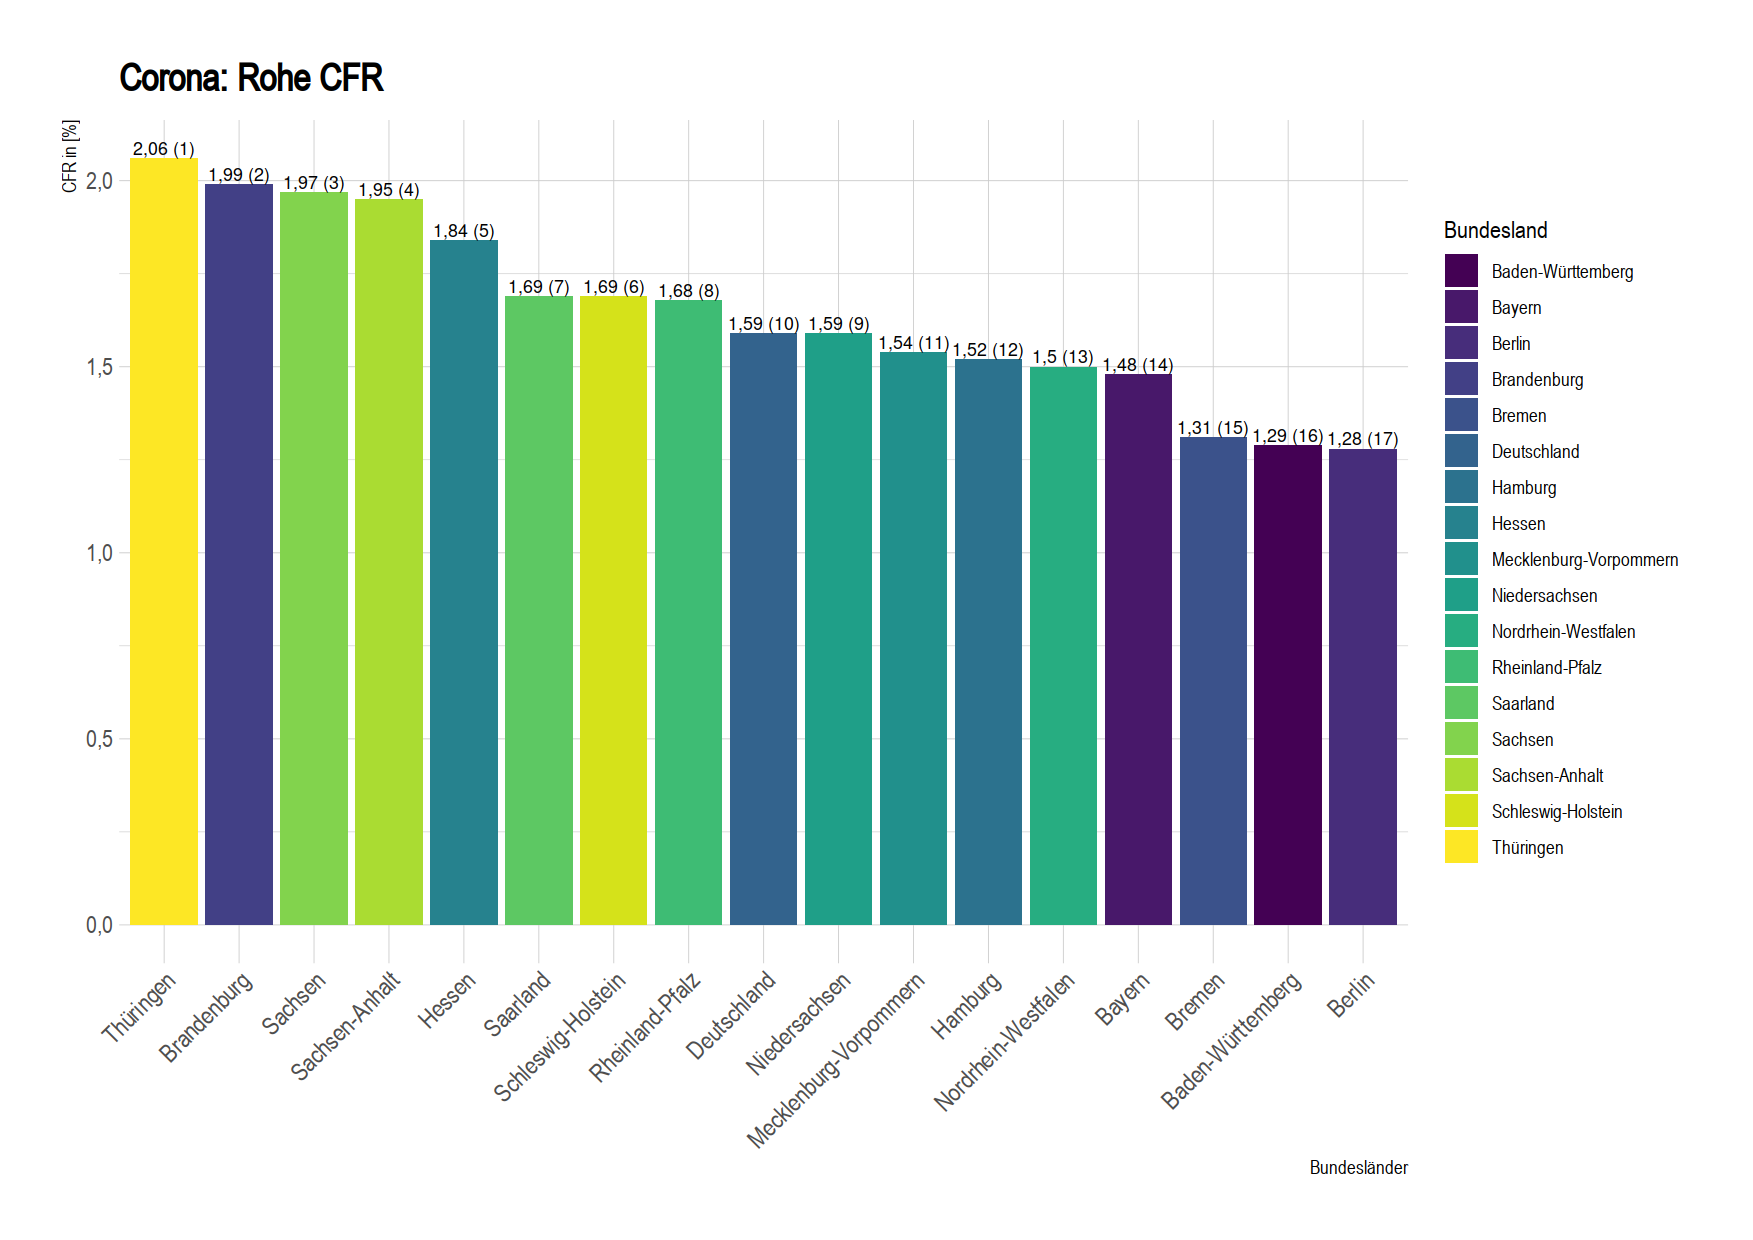 Corona: Rohe CFR
CFR in [%]
2,06 (1)
1,99 (2)
1,97 (3)
1,95 (4)
1,84 (5)
1,69 (7)
1,69 (6)
1,68 (8)
1,59 (10)
1,59 (9)
1,54 (11)
1,52 (12)
1,5 (13)
1,48 (14)
1,31 (15)
1,29 (16)
1,28 (17)
2,0
1,5
1,0
0,5
0,0
Thüringen
Brandenburg
Sachsen
Sachsen-Anhalt
Hessen
Saarland
Schleswig-Holstein
Rheinland-Pfalz
Deutschland
Niedersachsen
Mecklenburg-Vorpommern
Hamburg
Nordrhein-Westfalen
Bayern
Bremen
Baden-Württemberg
Berlin
Bundesländer
Bundesland
Baden-Württemberg
Bayern
Berlin
Brandenburg
Bremen
Deutschland
Hamburg
Hessen
Mecklenburg-Vorpommern
Niedersachsen
Nordrhein-Westfalen
Rheinland-Pfalz
Saarland
Sachsen
Sachsen-Anhalt
Schleswig-Holstein
Thüringen